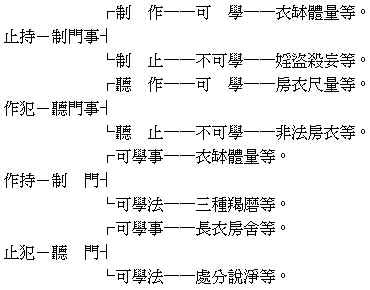 ┌制　作──可　學──衣缽體量等。
止持─制門事┤
└制　止──不可學──婬盜殺妄等。
┌聽　作──可　學──房衣尺量等。
作犯─聽門事┤
└聽　止──不可學──非法房衣等。
┌可學事──衣缽體量等。
作持─制　門┤
└可學法──三種羯磨等。
┌可學事──長衣房舍等。
止犯─聽　門┤
└可學法──處分說淨等。